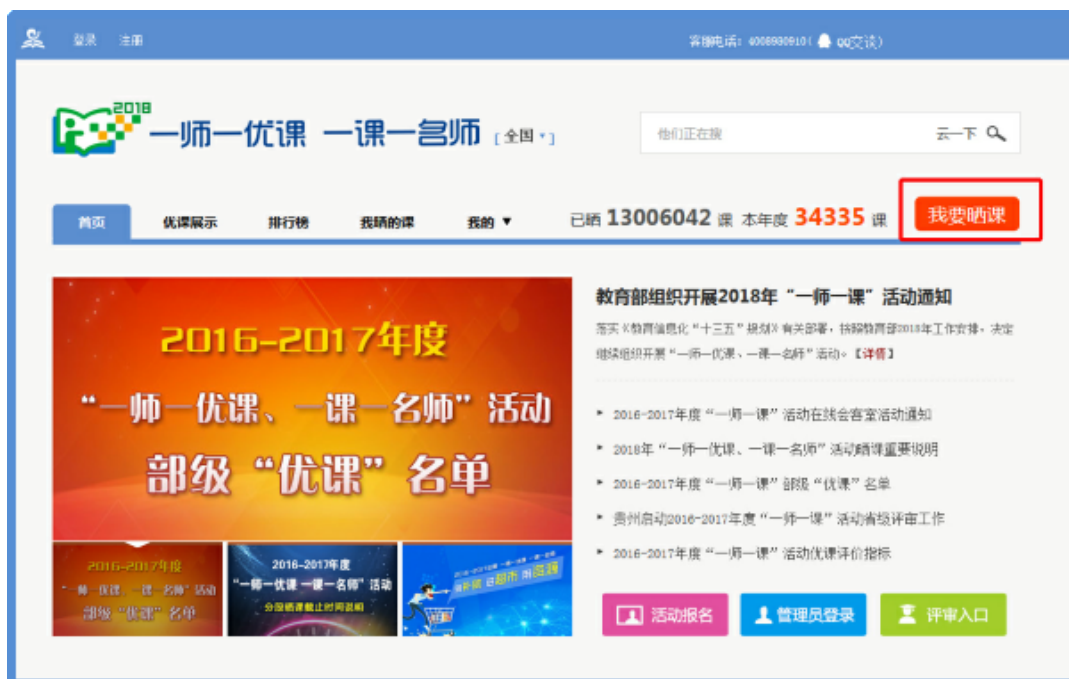 登录 注册 客服电话：4008980910( QQ交谈)
2018
一师一优课 一课一名师 [ 全国 ▾ ] 他们正在搜 云一下
首页 优课展示 排行榜 我晒的课 我的 ▼ 已晒 13006042 课 本年度 34335 课 我要晒课
2016-2017年度
“一师一优课、一课一名师”活动
部级“优课”名单
教育部组织开展2018年“一师一课”活动通知
落实《教育信息化“十三五”规划》有关部署，按照教育部2018年工作安排，决定
继续组织开展“一师一优课、一课一名师”活动。【详情】
2016-2017年度“一师一课”活动在线会客室活动通知
2018年“一师一优课、一课一名师”活动晒课重要说明
2016-2017年度“一师一课”部级“优课”名单
贵州启动2016-2017年度“一师一课”活动省级评审工作
2016-2017年度“一师一课”活动优课评价指标
2016-2017年度
“一师一优课、一课一名师”活动
部级“优课”名单
2016-2017年度
“一师一优课 一课一名师”活动
分段晒课截止时间说明
活动报名 管理员登录 评审入口